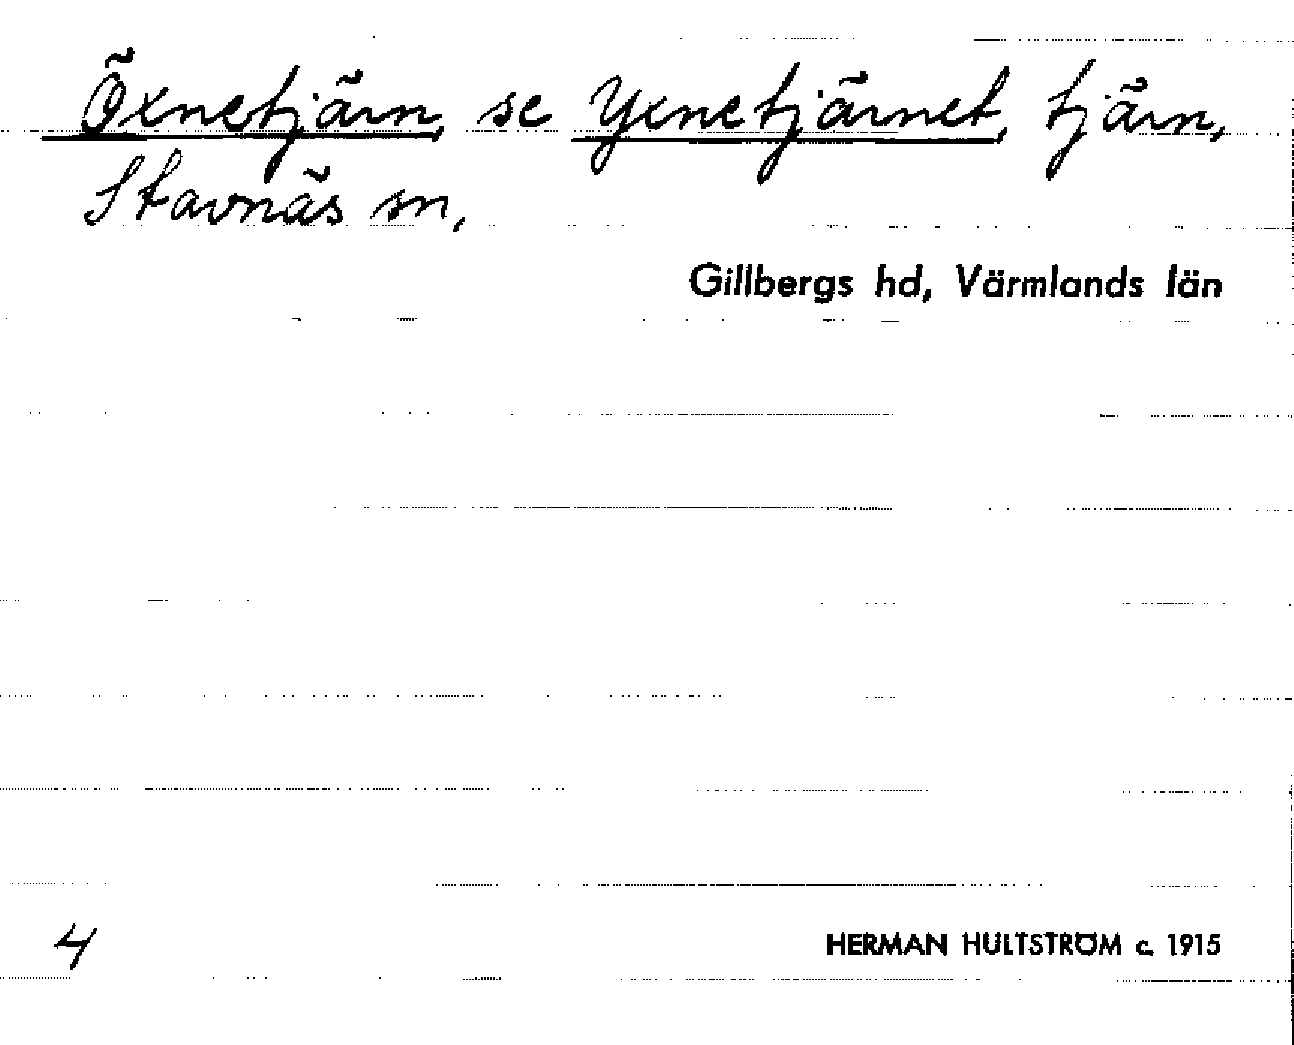 Öxnetjärn, se Yxnetjärnet, tjärn,
Stavnäs sn,
Gillbergs hd, Värmlands län
4
HERMAN HULTSTRÖM c. 1915